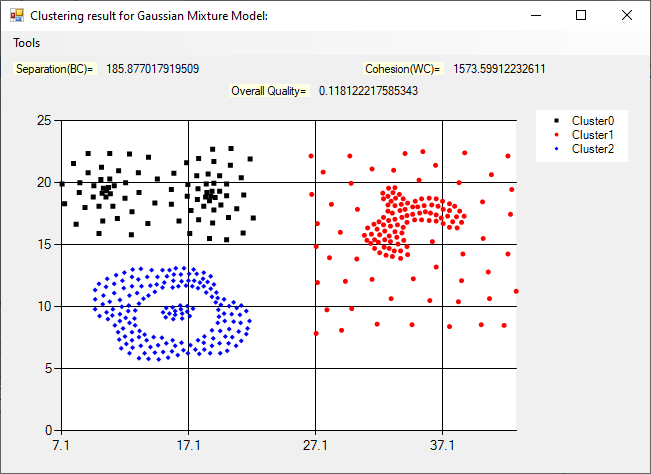 Clustering result for Gaussian Mixture Model:
Tools
Separation(BC)= 185.877017919509 Cohesion(WC)= 1573.59912232611
Overall Quality= 0.118122217585343
25
20
15
10
5
0
7.1 17.1 27.1 37.1
Cluster0
Cluster1
Cluster2